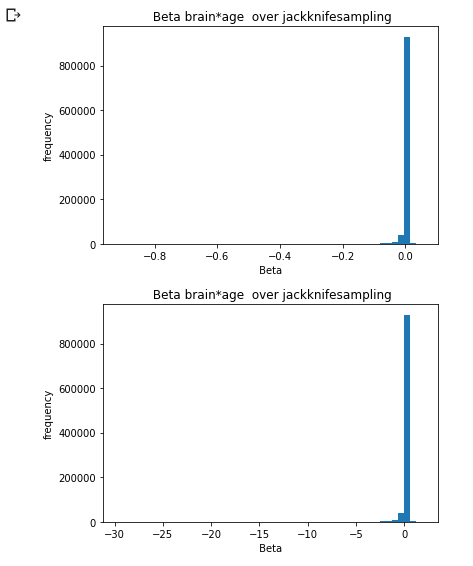 Beta brain*age  over jackknifesampling
800000
600000
400000
200000
0
frequency
−0.8 −0.6 −0.4 −0.2 0.0
Beta
Beta brain*age  over jackknifesampling
800000
600000
400000
200000
0
frequency
−30 −25 −20 −15 −10 −5 0
Beta